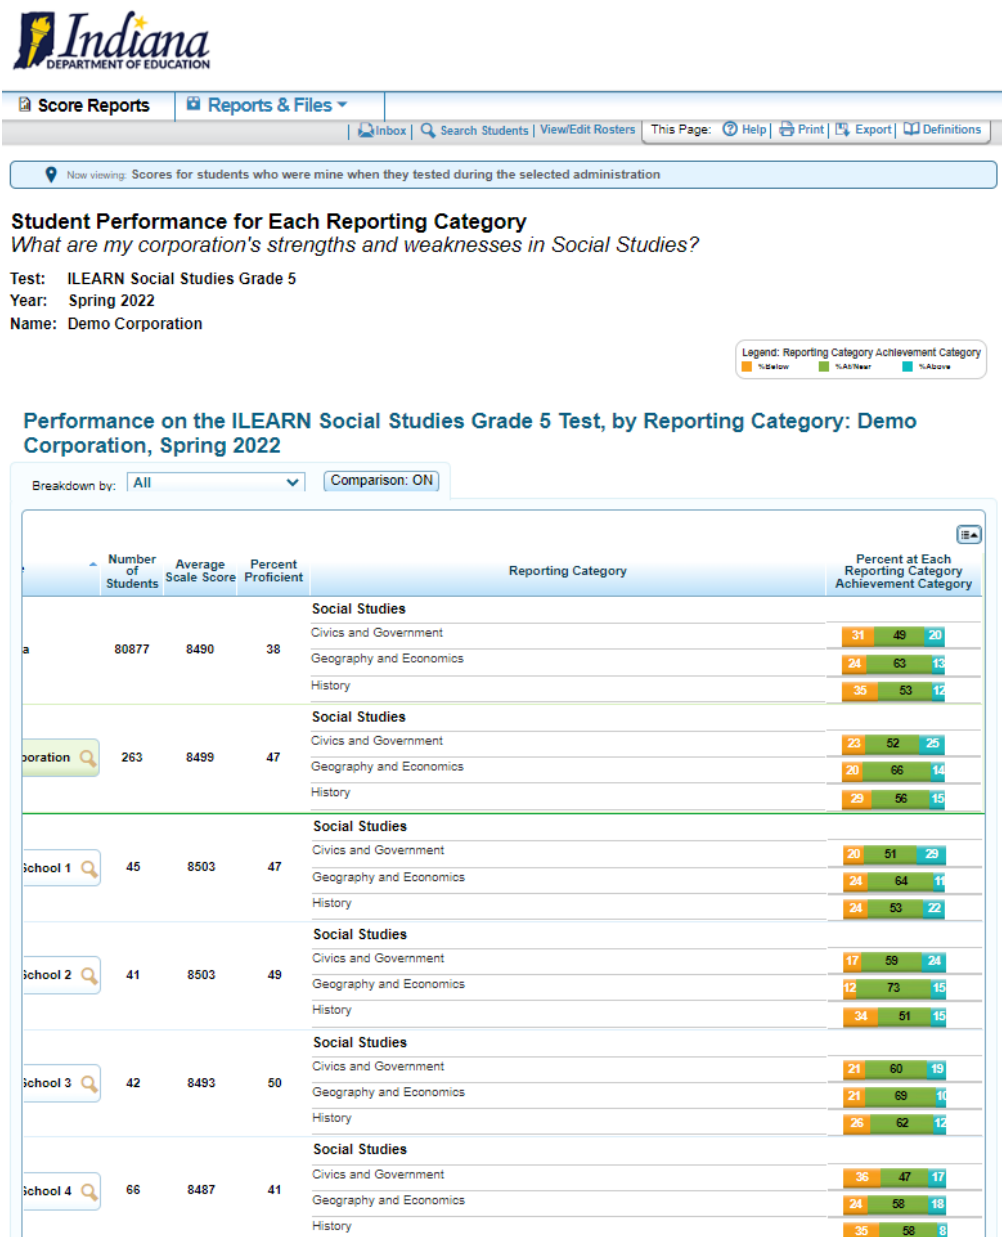 Indiana
DEPARTMENT OF EDUCATION
Score Reports Reports & Files
Inbox | Search Students | View/Edit Rosters This Page: Help | Print | Export | Definitions
Now viewing: Scores for students who were mine when they tested during the selected administration
Student Performance for Each Reporting Category
What are my corporation's strengths and weaknesses in Social Studies?
Test: ILEARN Social Studies Grade 5
Year: Spring 2022
Name: Demo Corporation
Legend: Reporting Category Achievement Category
%Below %At/Near %Above
Performance on the ILEARN Social Studies Grade 5 Test, by Reporting Category: Demo
Corporation, Spring 2022
Breakdown by: All Comparison: ON
Number of Students Average Scale Score Percent Proficient Reporting Category Percent at Each Reporting Category Achievement Category
a 80877 8490 38
Social Studies
Civics and Government 31 49 20
Geography and Economics 24 63 13
History 35 53 12
poration 263 8499 47
Social Studies
Civics and Government 23 52 25
Geography and Economics 20 66 14
History 29 56 15
School 1 45 8503 47
Social Studies
Civics and Government 20 51 29
Geography and Economics 24 64 11
History 24 53 22
School 2 41 8503 49
Social Studies
Civics and Government 17 59 24
Geography and Economics 12 73 15
History 34 51 15
School 3 42 8493 50
Social Studies
Civics and Government 21 60 19
Geography and Economics 21 69 10
History 26 62 12
School 4 66 8487 41
Social Studies
Civics and Government 36 47 17
Geography and Economics 24 58 18
History 35 58 8